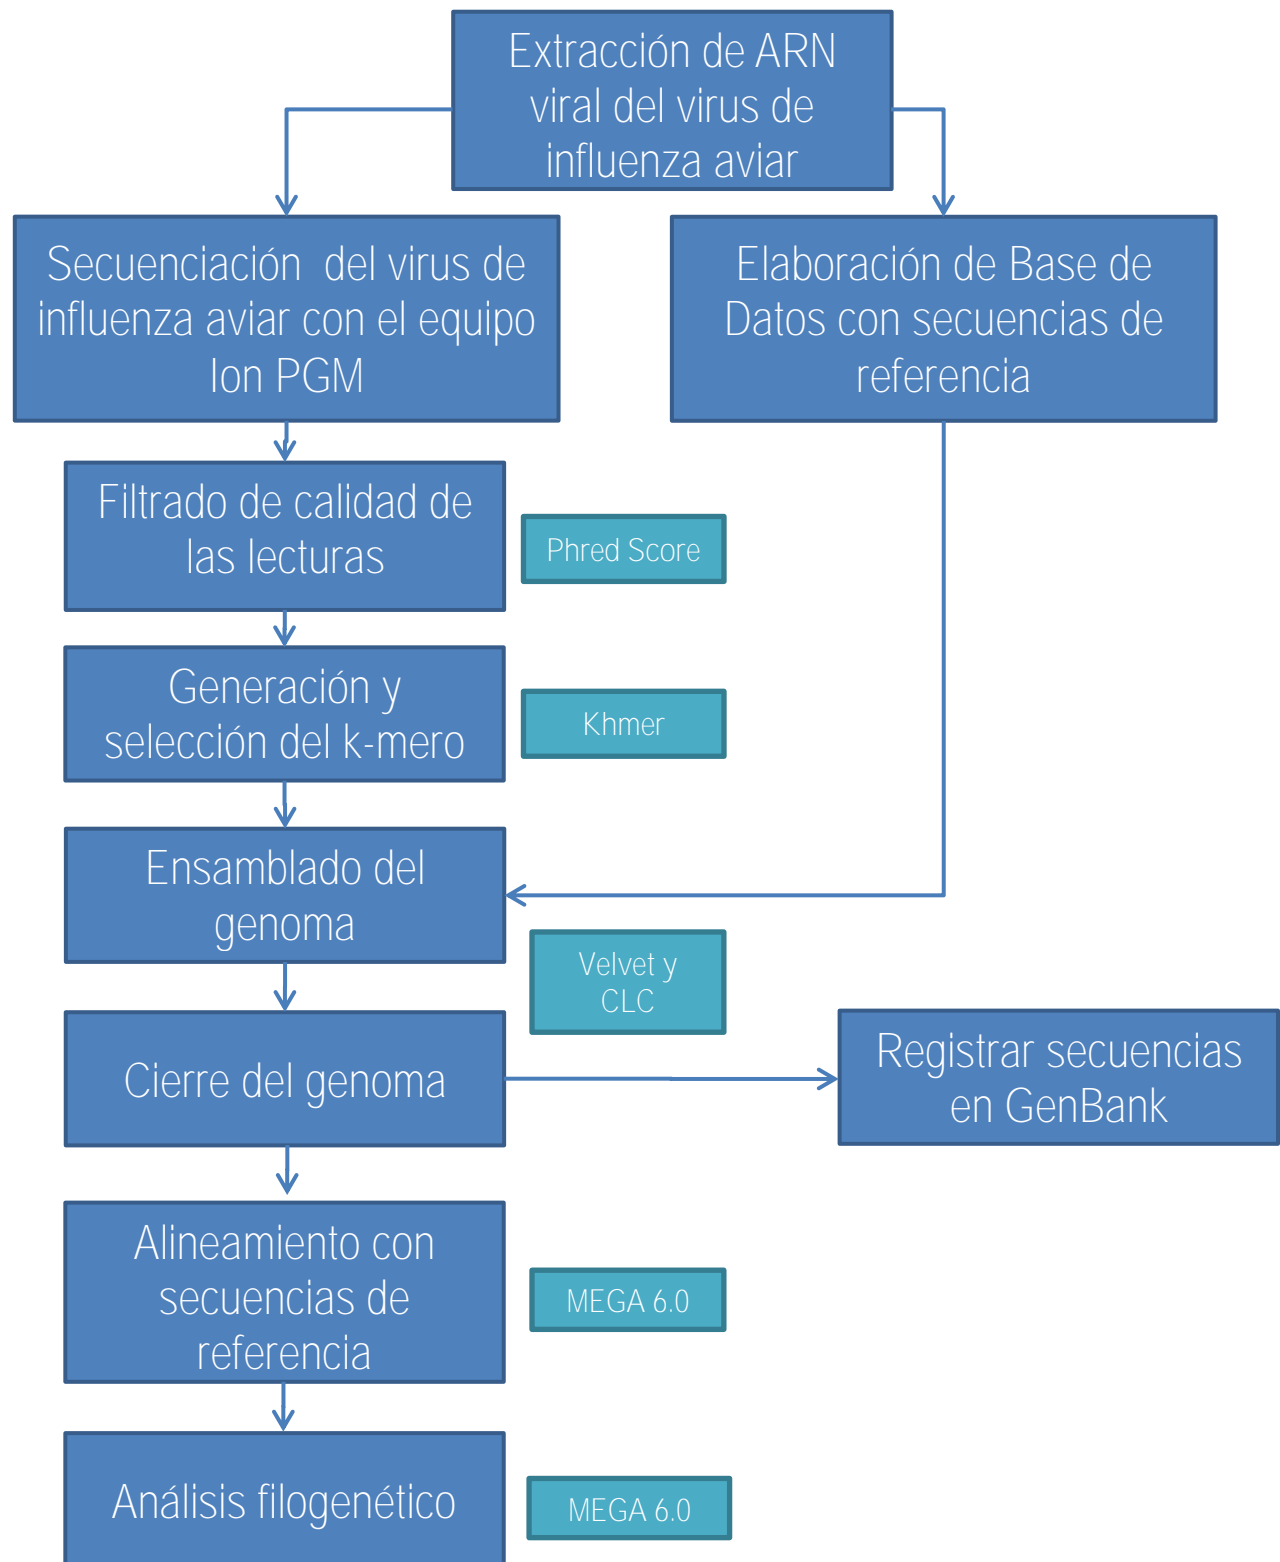 Extracción de ARN
viral del virus de
influenza aviar
Secuenciación del virus de
influenza aviar con el equipo
Ion PGM
Elaboración de Base de
Datos con secuencias de
referencia
Filtrado de calidad de
las lecturas
Phred Score
Generación y
selección del k-mero
Khmer
Ensamblado del
genoma
Velvet y
CLC
Cierre del genoma
Registrar secuencias
en GenBank
Alineamiento con
secuencias de
referencia
MEGA 6.0
Análisis filogenético
MEGA 6.0